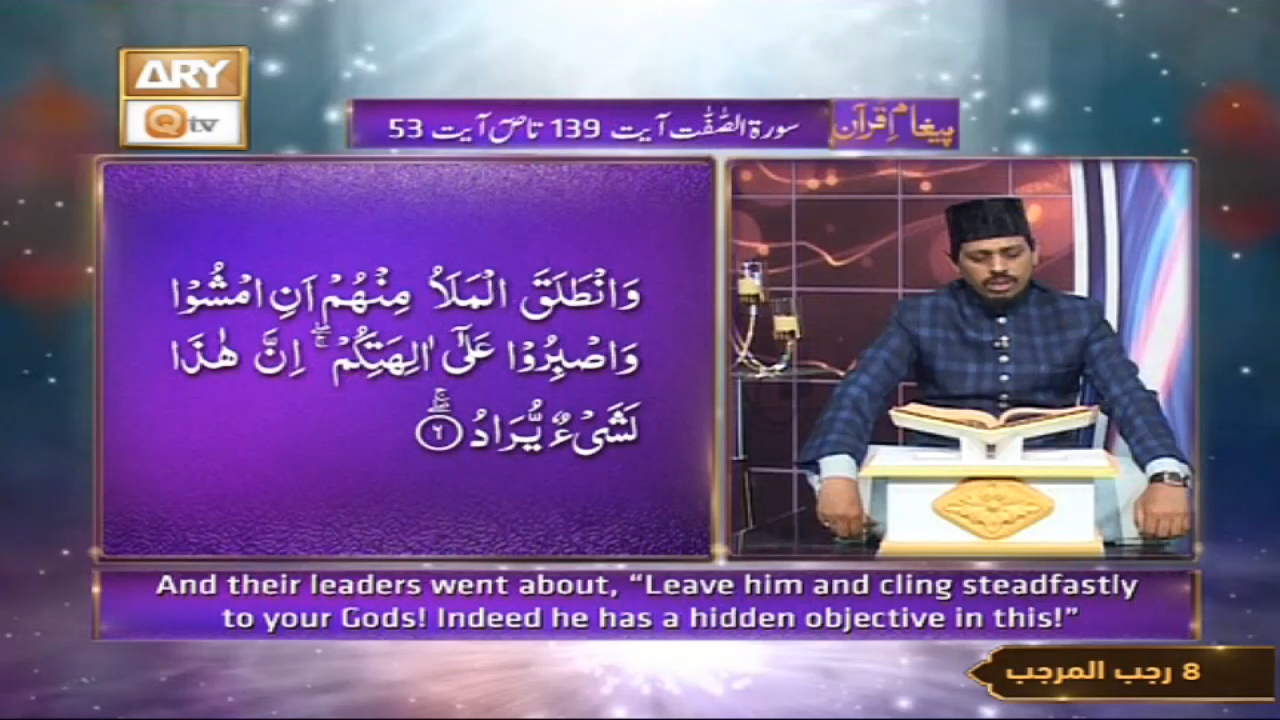 ARY
Qtv
پیغامِ قرآن
سورۃ الصّٰفّٰت آیت 139 تا صٓ آیت 53
وَانْطَلَقَ الْمَلَاُ مِنْهُمْ اَنِ امْشُوْا
وَاصْبِرُوْا عَلٰۤى اٰلِهَتِكُمْ ۖۚ اِنَّ هٰذَا
لَشَیْءٌ یُّرَادُ ۖۚ ۶
And their leaders went about, “Leave him and cling steadfastly
to your Gods! Indeed he has a hidden objective in this!”
8 رجب المرجب